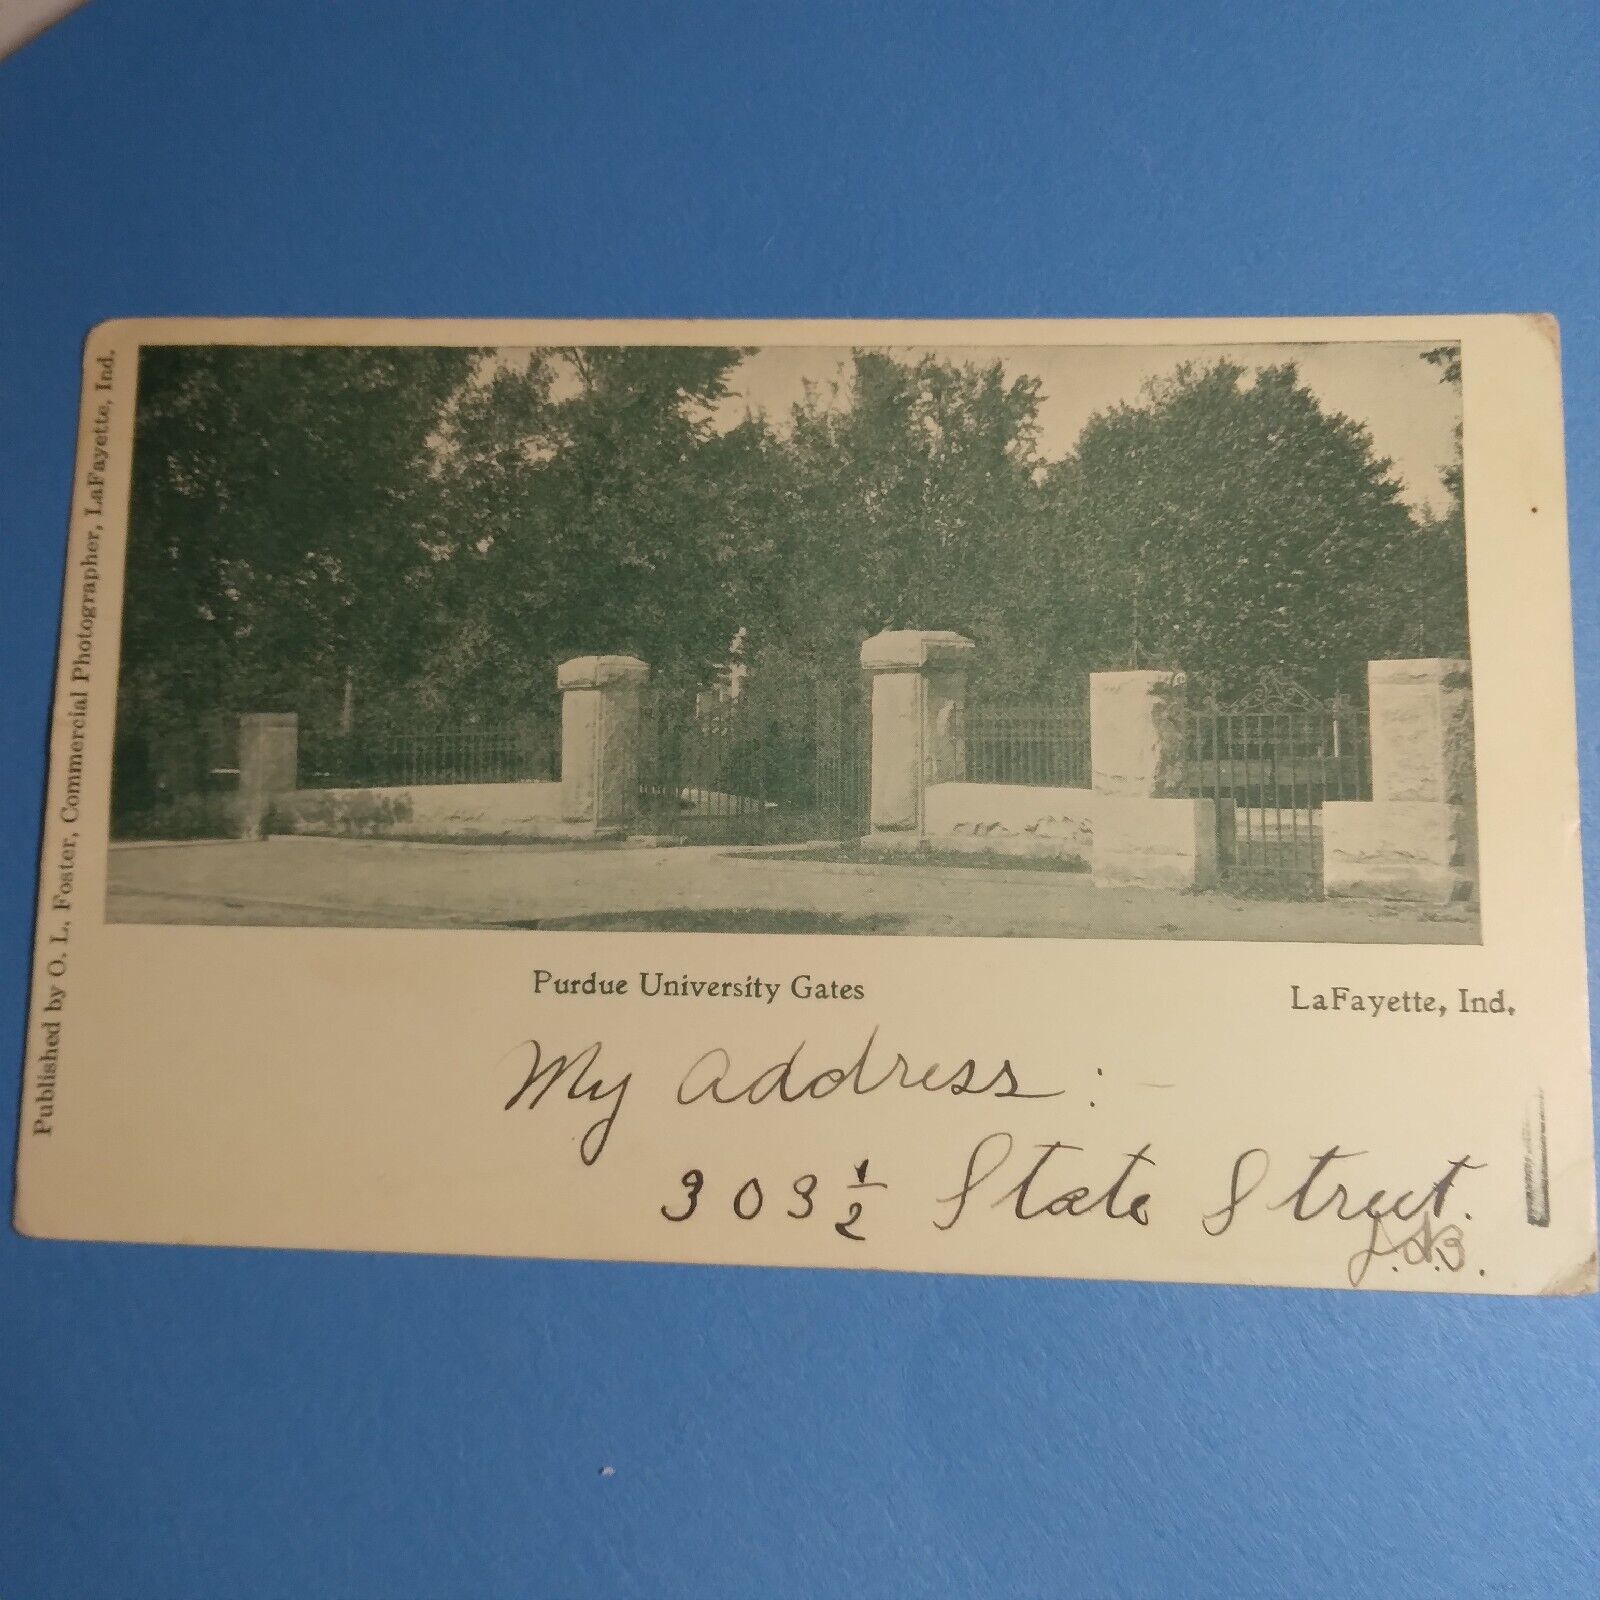 Published by O. L. Foster, Commercial Photographer, LaFayette, Ind.
Purdue University Gates
LaFayette, Ind.
My address: -
303 1/2 State Street.